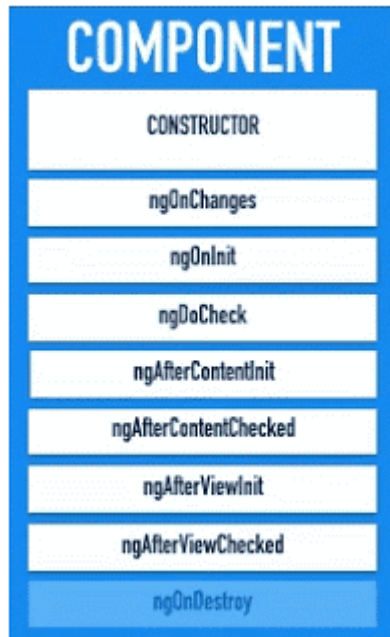 COMPONENT
CONSTRUCTOR
ngOnChanges
ngOnInit
ngDoCheck
ngAfterContentInit
ngAfterContentChecked
ngAfterViewInit
ngAfterViewChecked
ngOnDestroy